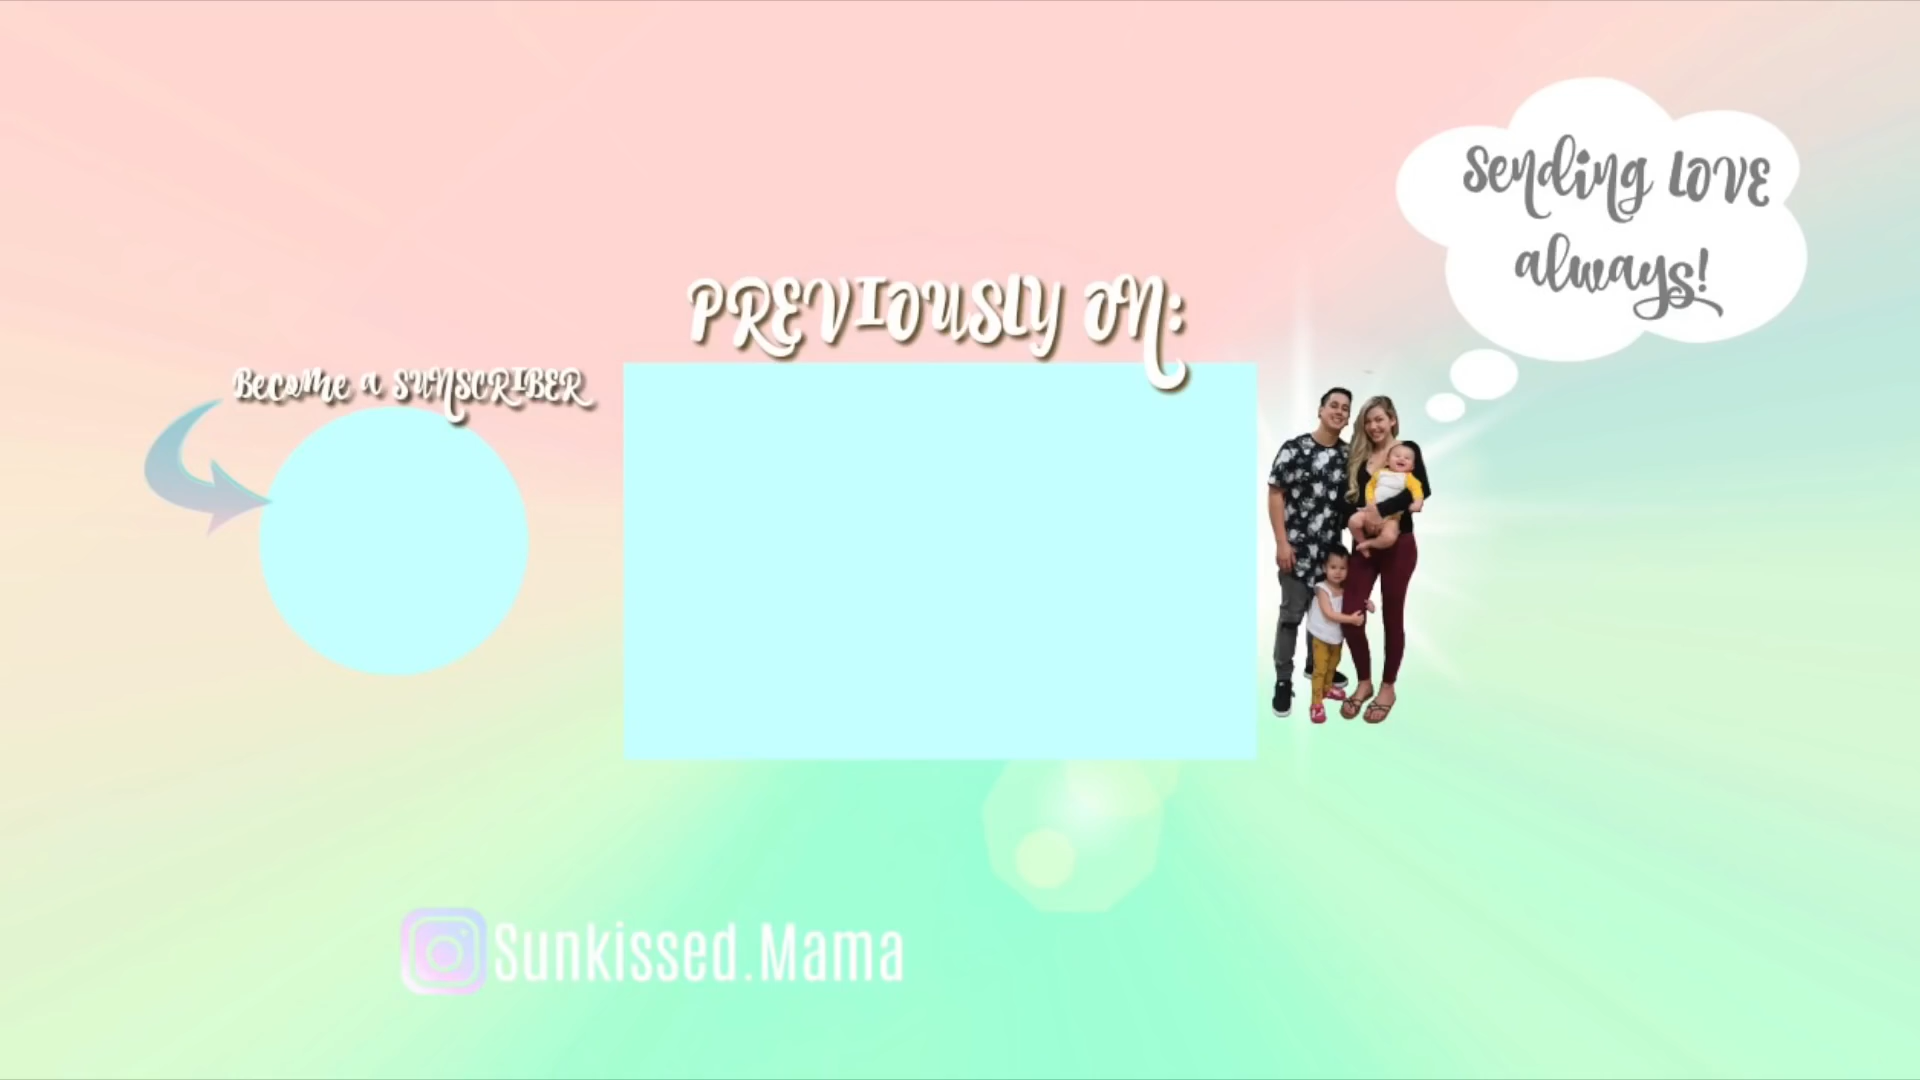 Sending LOVE
always!
PREVIOUSLY ON:
Become a SUNSCRIBER
Sunkissed.Mama